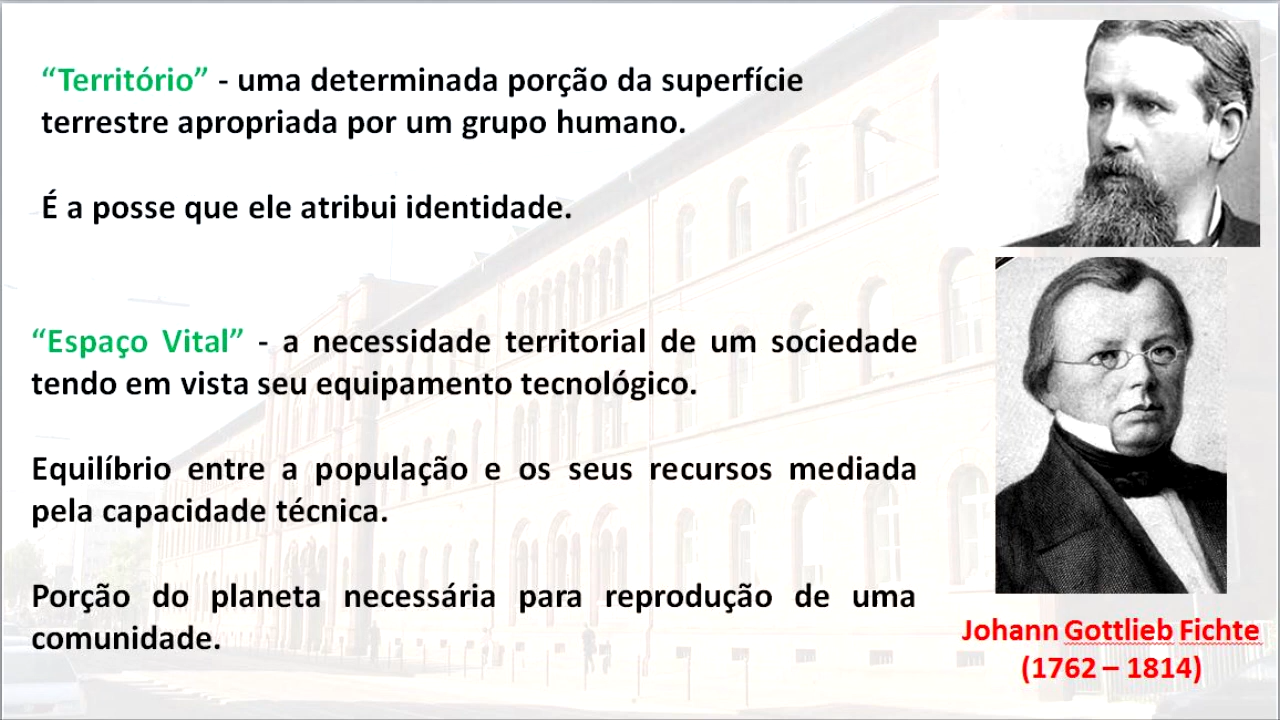 “Território” - uma determinada porção da superfície
terrestre apropriada por um grupo humano.
É a posse que ele atribui identidade.
“Espaço Vital” - a necessidade territorial de um sociedade
tendo em vista seu equipamento tecnológico.
Equilíbrio entre a população e os seus recursos mediada
pela capacidade técnica.
Porção do planeta necessária para reprodução de uma
comunidade.
Johann Gottlieb Fichte
(1762 – 1814)